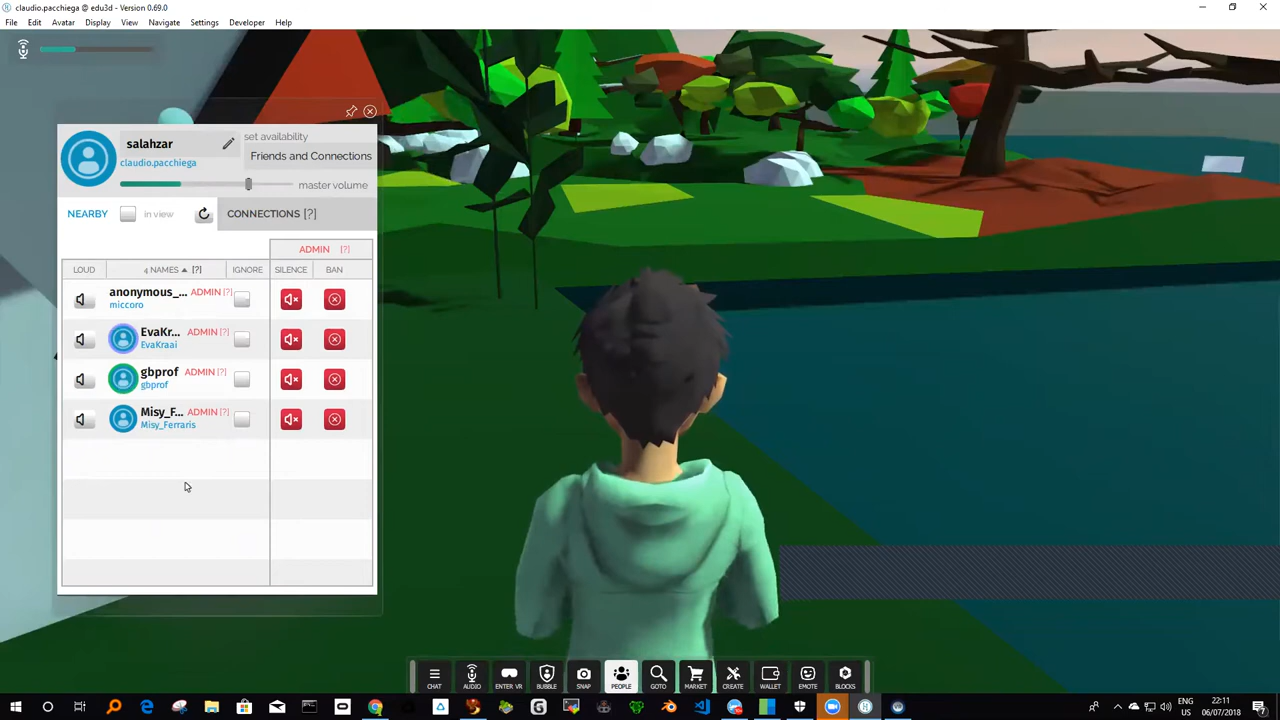 claudio.pacchiega @ edu3d - Version 0.69.0
File Edit Avatar Display View Navigate Settings Developer Help
salahzar
set availability
claudio.pacchiega
Friends and Connections
master volume
NEARBY in view CONNECTIONS [?]
ADMIN [?]
LOUD 4 NAMES [?] IGNORE SILENCE BAN
anonymous_... ADMIN [?]
miccoro
EvaKr... ADMIN [?]
EvaKraai
gbprof ADMIN [?]
gbprof
Misy_F... ADMIN [?]
Misy_Ferraris
CHAT AUDIO ENTER VR BUBBLE SNAP PEOPLE GOTO MARKET CREATE WALLET EMOTE BLOCKS
ENG 22:11
US 06/07/2018